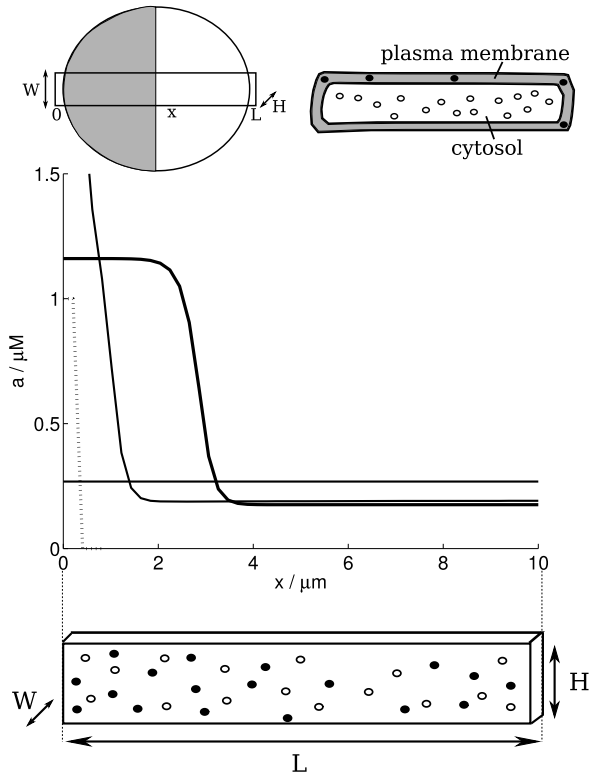 plasma membrane
W
H
0
x
L
cytosol
1.5
1
0.5
0
a / μM
0 2 4 6 8 10
x / μm
W
H
L